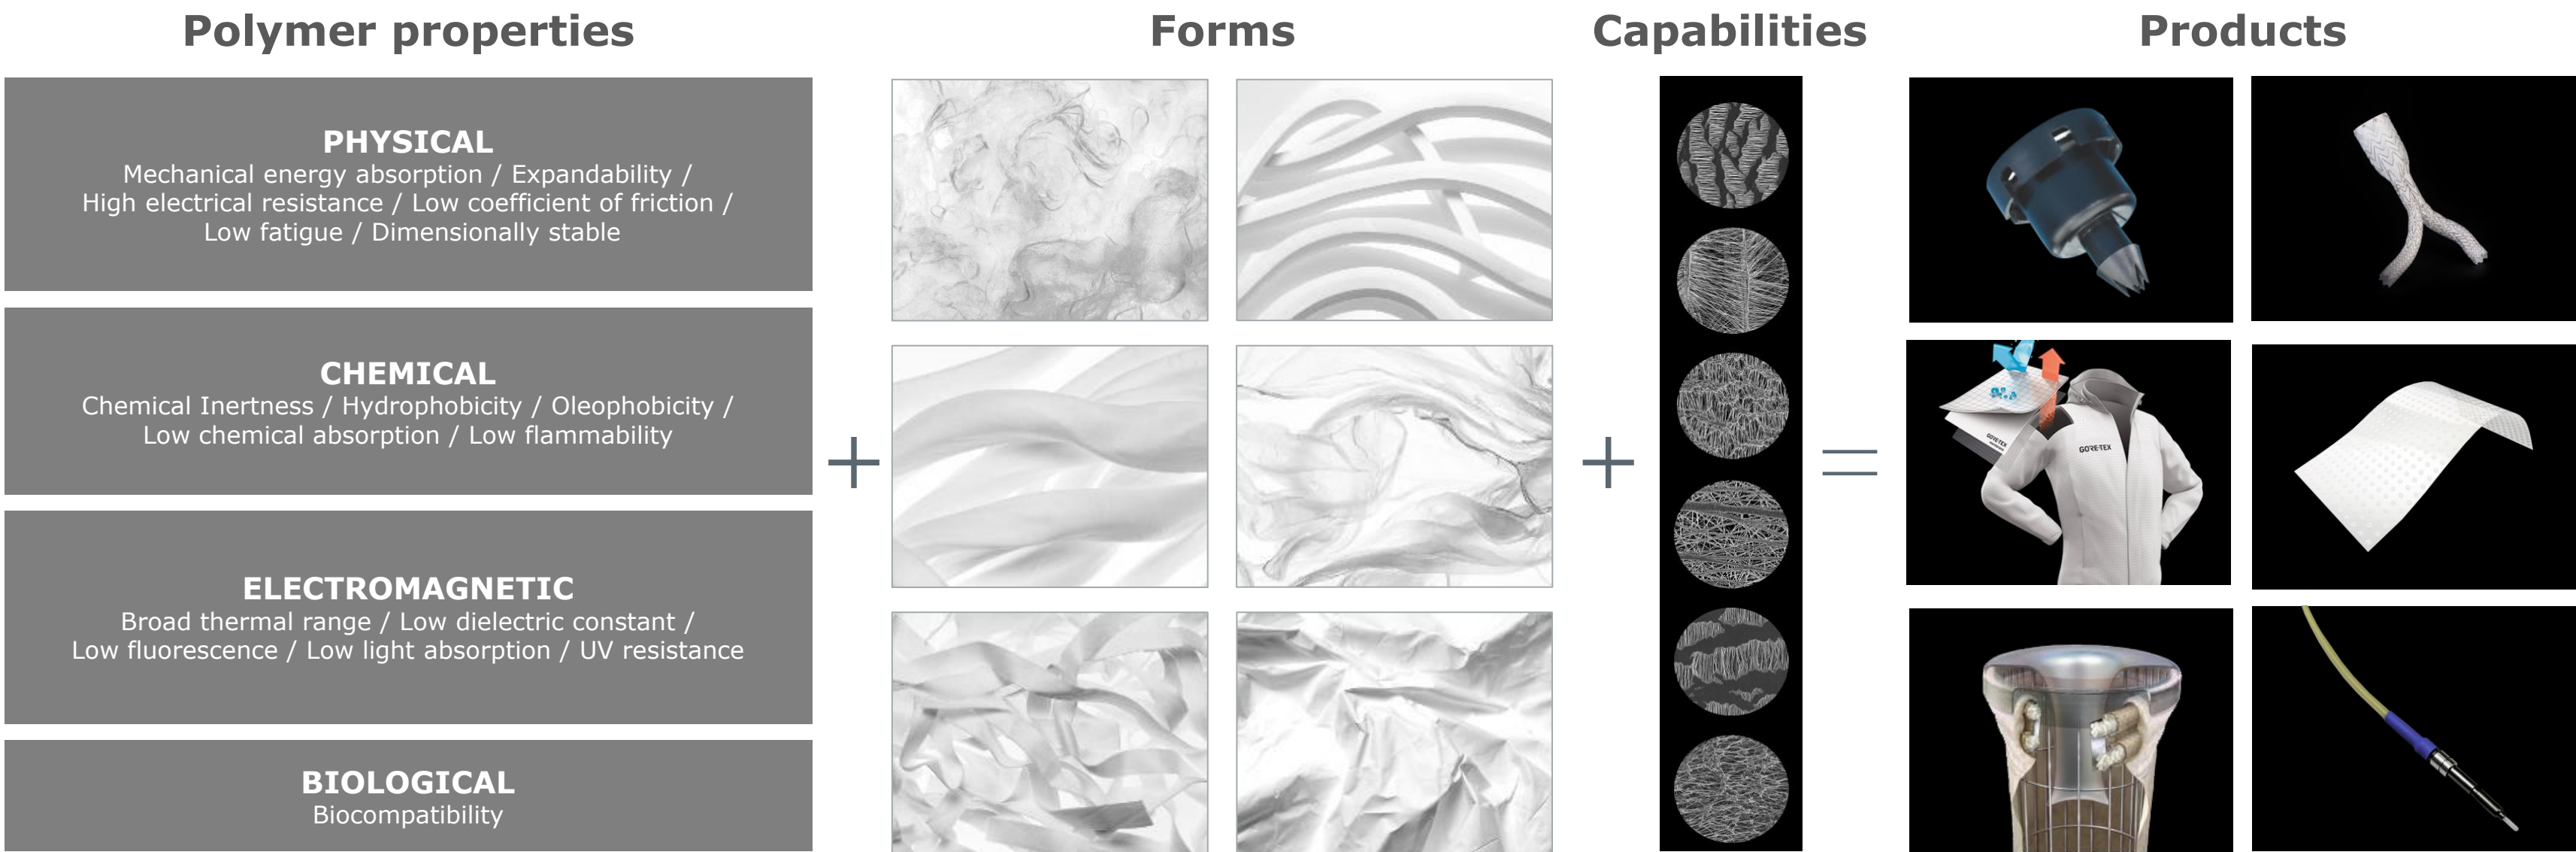 Polymer properties
Forms
Capabilities
Products
PHYSICAL
Mechanical energy absorption / Expandability /
High electrical resistance / Low coefficient of friction /
Low fatigue / Dimensionally stable
CHEMICAL
Chemical Inertness / Hydrophobicity / Oleophobicity /
Low chemical absorption / Low flammability
ELECTROMAGNETIC
Broad thermal range / Low dielectric constant /
Low fluorescence / Low light absorption / UV resistance
BIOLOGICAL
Biocompatibility
+
+
=
GORE-TEX
GORE-TEX